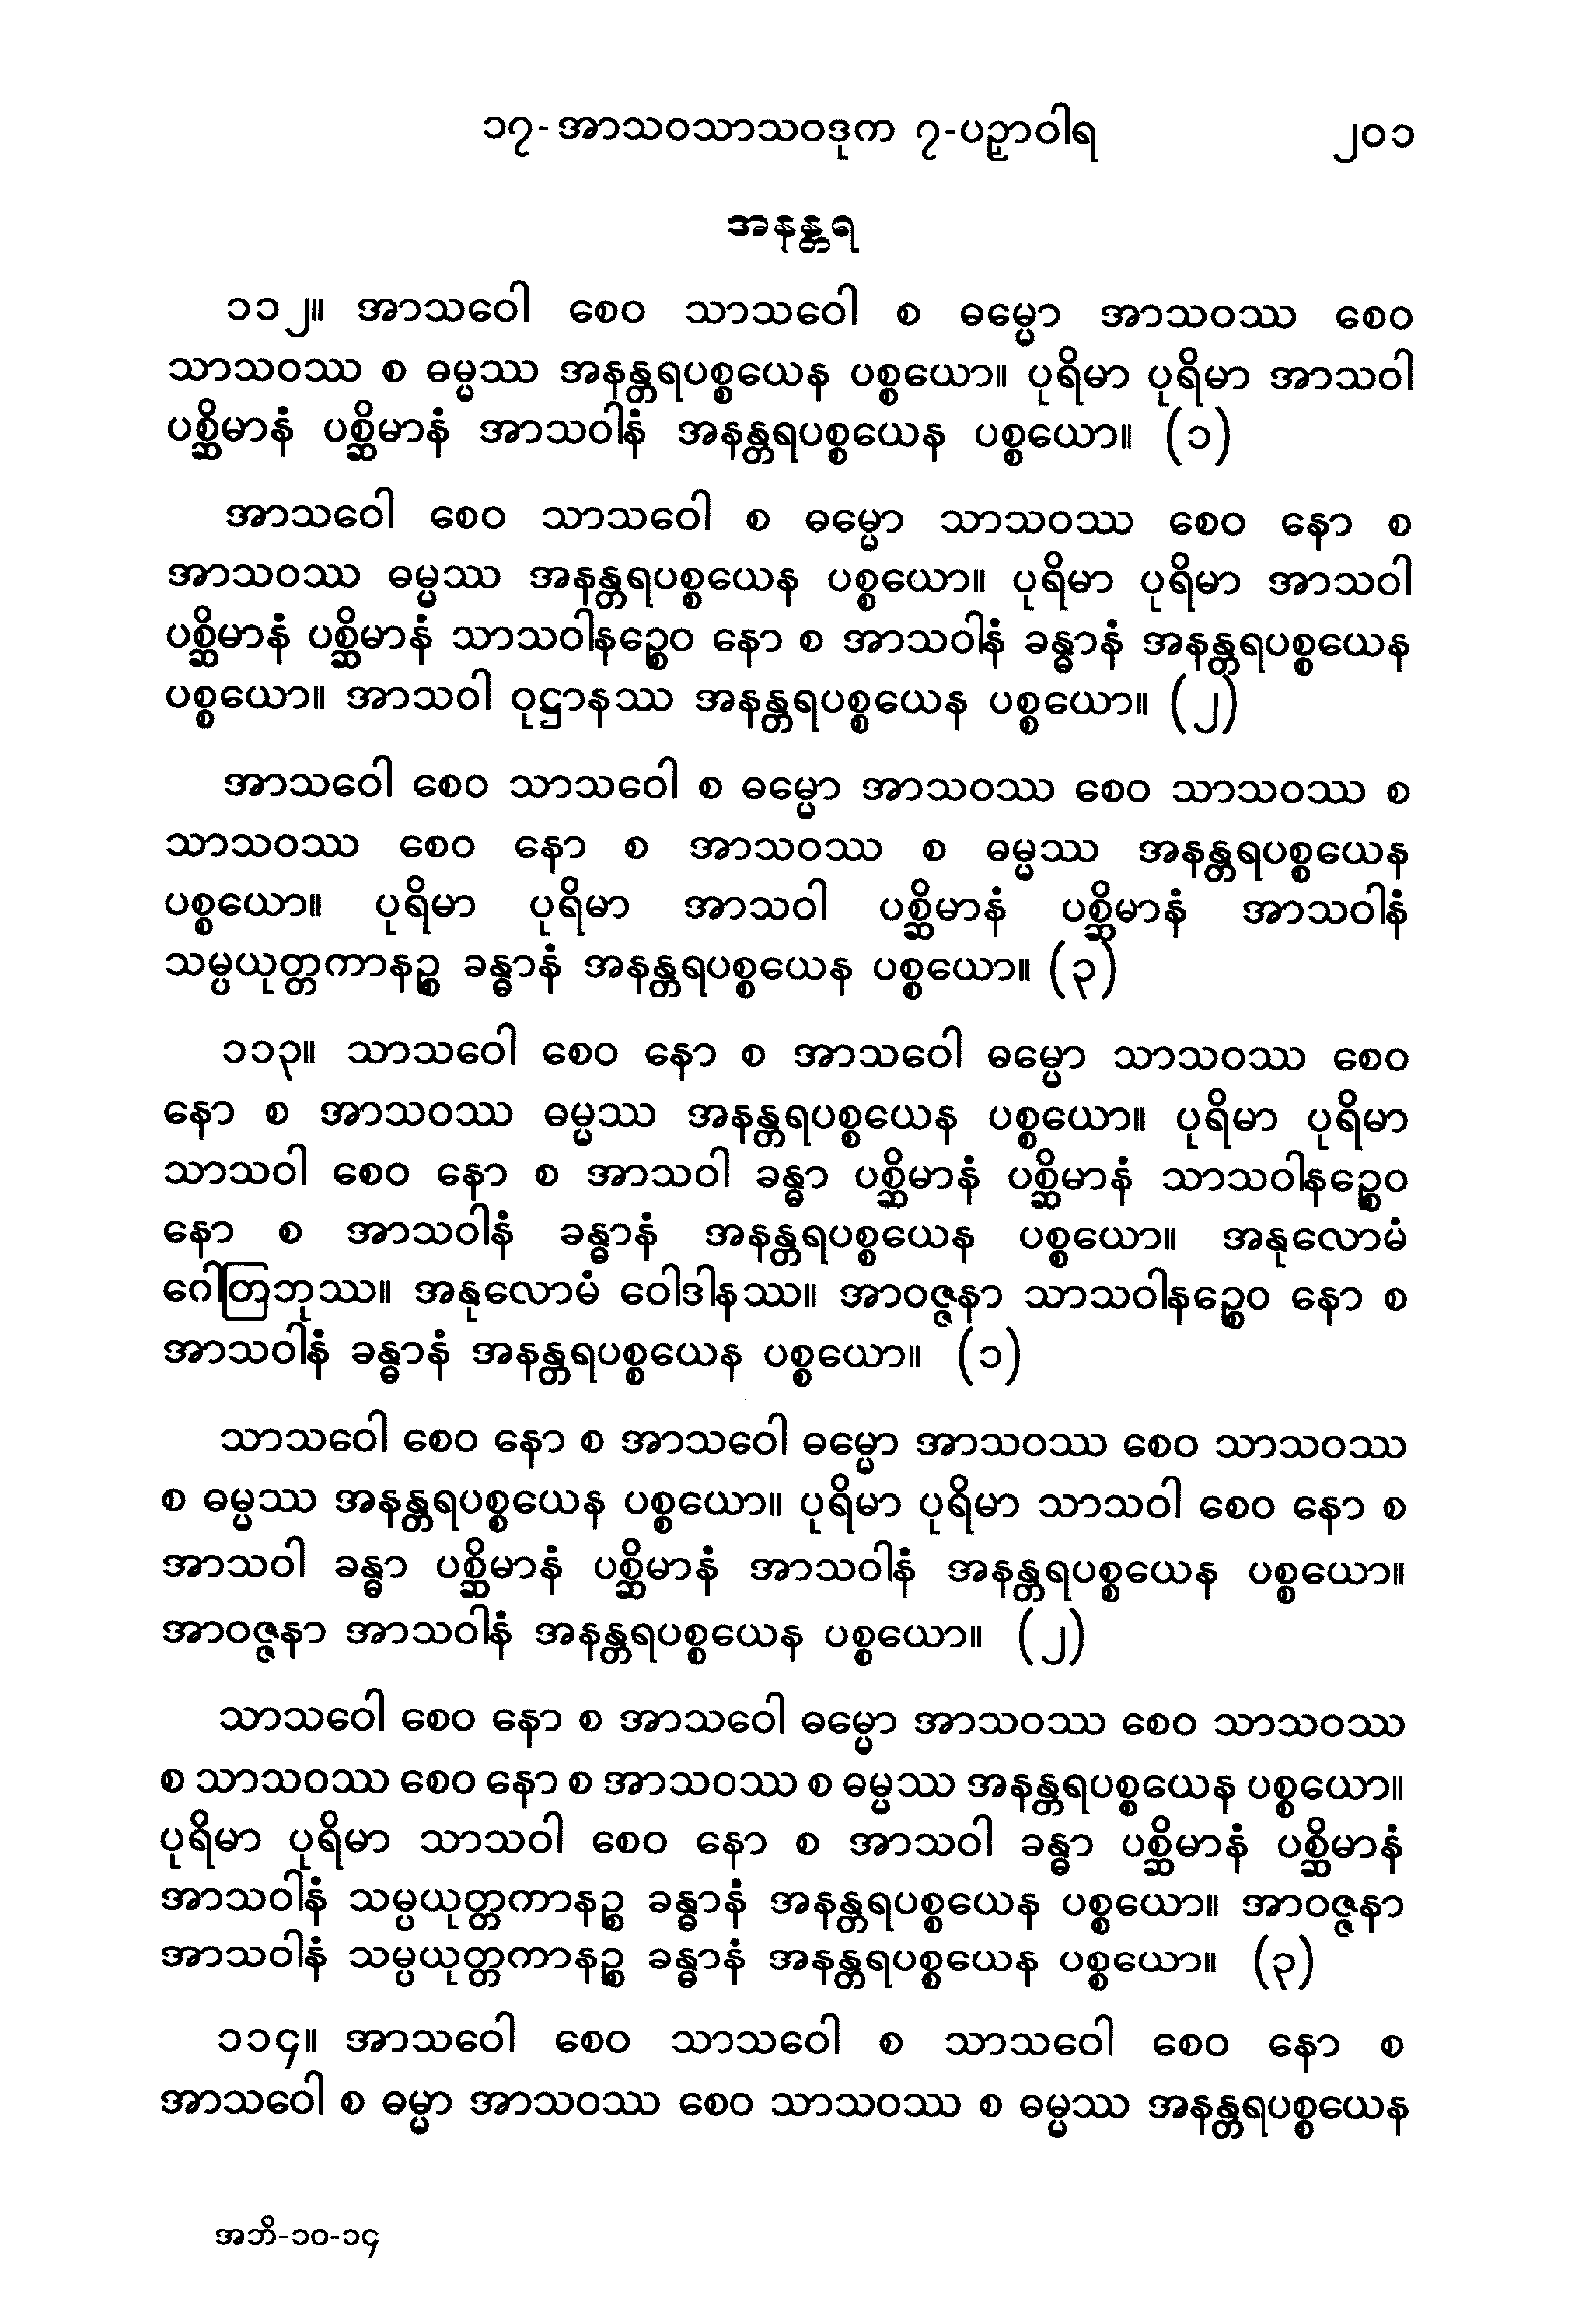 ၁၇-အာသဝသာသဝဒုက ၇-ပဉှာဝါရ ၂၀၁
အနန္တရ
၁၁၂။ အာသဝေါ စေဝ သာသဝေါ စ ဓမ္မော အာသဝဿ စေဝ
သာသဝဿ စ ဓမ္မဿ အနန္တရပစ္စယေန ပစ္စယော။ ပုရိမာ ပုရိမာ အာသဝါ
ပစ္ဆိမာနံ ပစ္ဆိမာနံ အာသဝါနံ အနန္တရပစ္စယေန ပစ္စယော။ (၁)
အာသဝေါ စေဝ သာသဝေါ စ ဓမ္မော သာသဝဿ စေဝ နော စ
အာသဝဿ ဓမ္မဿ အနန္တရပစ္စယေန ပစ္စယော။ ပုရိမာ ပုရိမာ အာသဝါ
ပစ္ဆိမာနံ ပစ္ဆိမာနံ သာသဝါနဉ္စေဝ နော စ အာသဝါနံ ခန္ဓာနံ အနန္တရပစ္စယေန
ပစ္စယော။ အာသဝါ ဝုဋ္ဌာနဿ အနန္တရပစ္စယေန ပစ္စယော။ (၂)
အာသဝေါ စေဝ သာသဝေါ စ ဓမ္မော အာသဝဿ စေဝ သာသဝဿ စ
သာသဝဿ စေဝ နော စ အာသဝဿ စ ဓမ္မဿ အနန္တရပစ္စယေန
ပစ္စယော။ ပုရိမာ ပုရိမာ အာသဝါ ပစ္ဆိမာနံ ပစ္ဆိမာနံ အာသဝါနံ
သမ္ပယုတ္တကာနဉ္စ ခန္ဓာနံ အနန္တရပစ္စယေန ပစ္စယော။ (၃)
၁၁၃။ သာသဝေါ စေဝ နော စ အာသဝေါ ဓမ္မော သာသဝဿ စေဝ
နော စ အာသဝဿ ဓမ္မဿ အနန္တရပစ္စယေန ပစ္စယော။ ပုရိမာ ပုရိမာ
သာသဝါ စေဝ နော စ အာသဝါ ခန္ဓာ ပစ္ဆိမာနံ ပစ္ဆိမာနံ သာသဝါနဉ္စေဝ
နော စ အာသဝါနံ ခန္ဓာနံ အနန္တရပစ္စယေန ပစ္စယော။ အနုလောမံ
ဂေါတြဘုဿ။ အနုလောမံ ဝေါဒါနဿ။ အာဝဇ္ဇနာ သာသဝါနဉ္စေဝ နော စ
အာသဝါနံ ခန္ဓာနံ အနန္တရပစ္စယေန ပစ္စယော။ (၁)
သာသဝေါ စေဝ နော စ အာသဝေါ ဓမ္မော အာသဝဿ စေဝ သာသဝဿ
စ ဓမ္မဿ အနန္တရပစ္စယေန ပစ္စယော။ ပုရိမာ ပုရိမာ သာသဝါ စေဝ နော စ
အာသဝါ ခန္ဓာ ပစ္ဆိမာနံ ပစ္ဆိမာနံ အာသဝါနံ အနန္တရပစ္စယေန ပစ္စယော။
အာဝဇ္ဇနာ အာသဝါနံ အနန္တရပစ္စယေန ပစ္စယော။ (၂)
သာသဝေါ စေဝ နော စ အာသဝေါ ဓမ္မော အာသဝဿ စေဝ သာသဝဿ
စ သာသဝဿ စေဝ နော စ အာသဝဿ စ ဓမ္မဿ အနန္တရပစ္စယေန ပစ္စယော။
ပုရိမာ ပုရိမာ သာသဝါ စေဝ နော စ အာသဝါ ခန္ဓာ ပစ္ဆိမာနံ ပစ္ဆိမာနံ
အာသဝါနံ သမ္ပယုတ္တကာနဉ္စ ခန္ဓာနံ အနန္တရပစ္စယေန ပစ္စယော။ အာဝဇ္ဇနာ
အာသဝါနံ သမ္ပယုတ္တကာနဉ္စ ခန္ဓာနံ အနန္တရပစ္စယေန ပစ္စယော။ (၃)
၁၁၄။ အာသဝေါ စေဝ သာသဝေါ စ သာသဝေါ စေဝ နော စ
အာသဝေါ စ ဓမ္မာ အာသဝဿ စေဝ သာသဝဿ စ ဓမ္မဿ အနန္တရပစ္စယေန
အဘိ-၁၀-၁၄